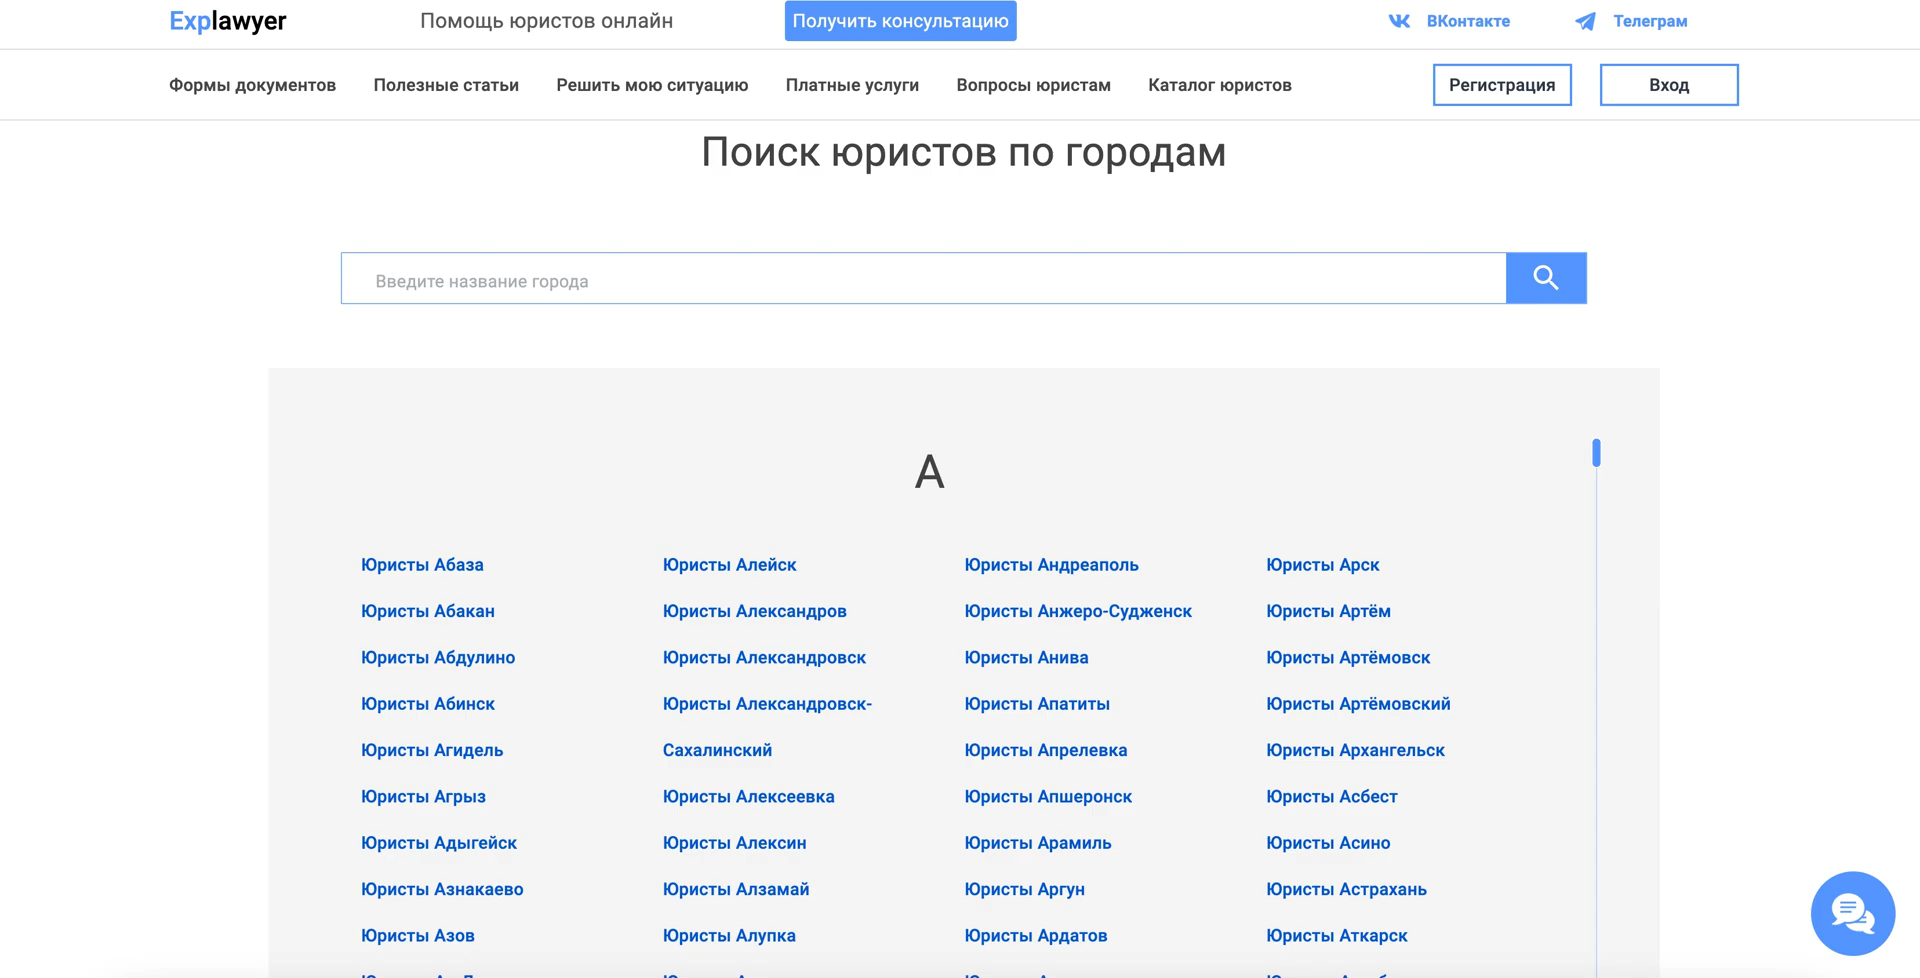 Explawyer
Помощь юристов онлайн
Получить консультацию
ВКонтакте
Телеграм
Формы документов
Полезные статьи
Решить мою ситуацию
Платные услуги
Вопросы юристам
Каталог юристов
Регистрация
Вход
Поиск юристов по городам
Введите название города
А
Юристы Абаза
Юристы Абакан
Юристы Абдулино
Юристы Абинск
Юристы Агидель
Юристы Агрыз
Юристы Адыгейск
Юристы Азнакаево
Юристы Азов
Юристы Алейск
Юристы Александров
Юристы Александровск
Юристы Александровск-
Сахалинский
Юристы Алексеевка
Юристы Алексин
Юристы Алзамай
Юристы Алупка
Юристы Андреаполь
Юристы Анжеро-Судженск
Юристы Анива
Юристы Апатиты
Юристы Апрелевка
Юристы Апшеронск
Юристы Арамиль
Юристы Аргун
Юристы Ардатов
Юристы Арск
Юристы Артём
Юристы Артёмовск
Юристы Артёмовский
Юристы Архангельск
Юристы Асбест
Юристы Асино
Юристы Астрахань
Юристы Аткарск